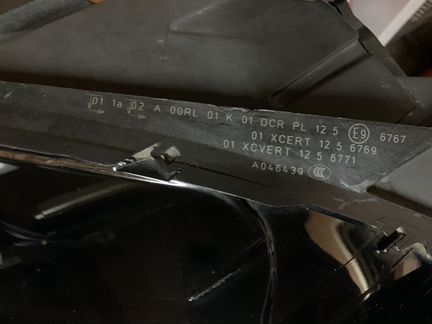 01 1a 02 A 00RL 01 K 01 DCR PL 12 5 E9 6767
01 XCERT 12 5 6769
01 XCVERT 12 5 6771
A046439 CCC